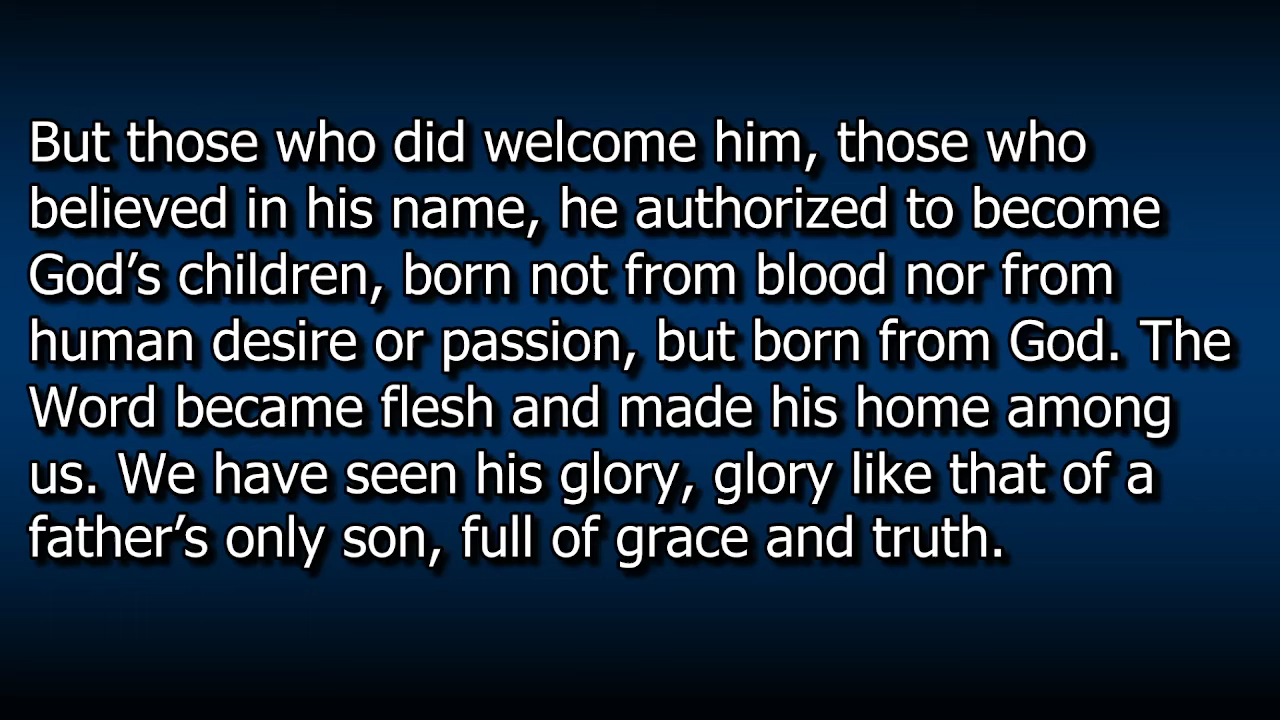 But those who did welcome him, those who
believed in his name, he authorized to become
God’s children, born not from blood nor from
human desire or passion, but born from God. The
Word became flesh and made his home among
us. We have seen his glory, glory like that of a
father’s only son, full of grace and truth.